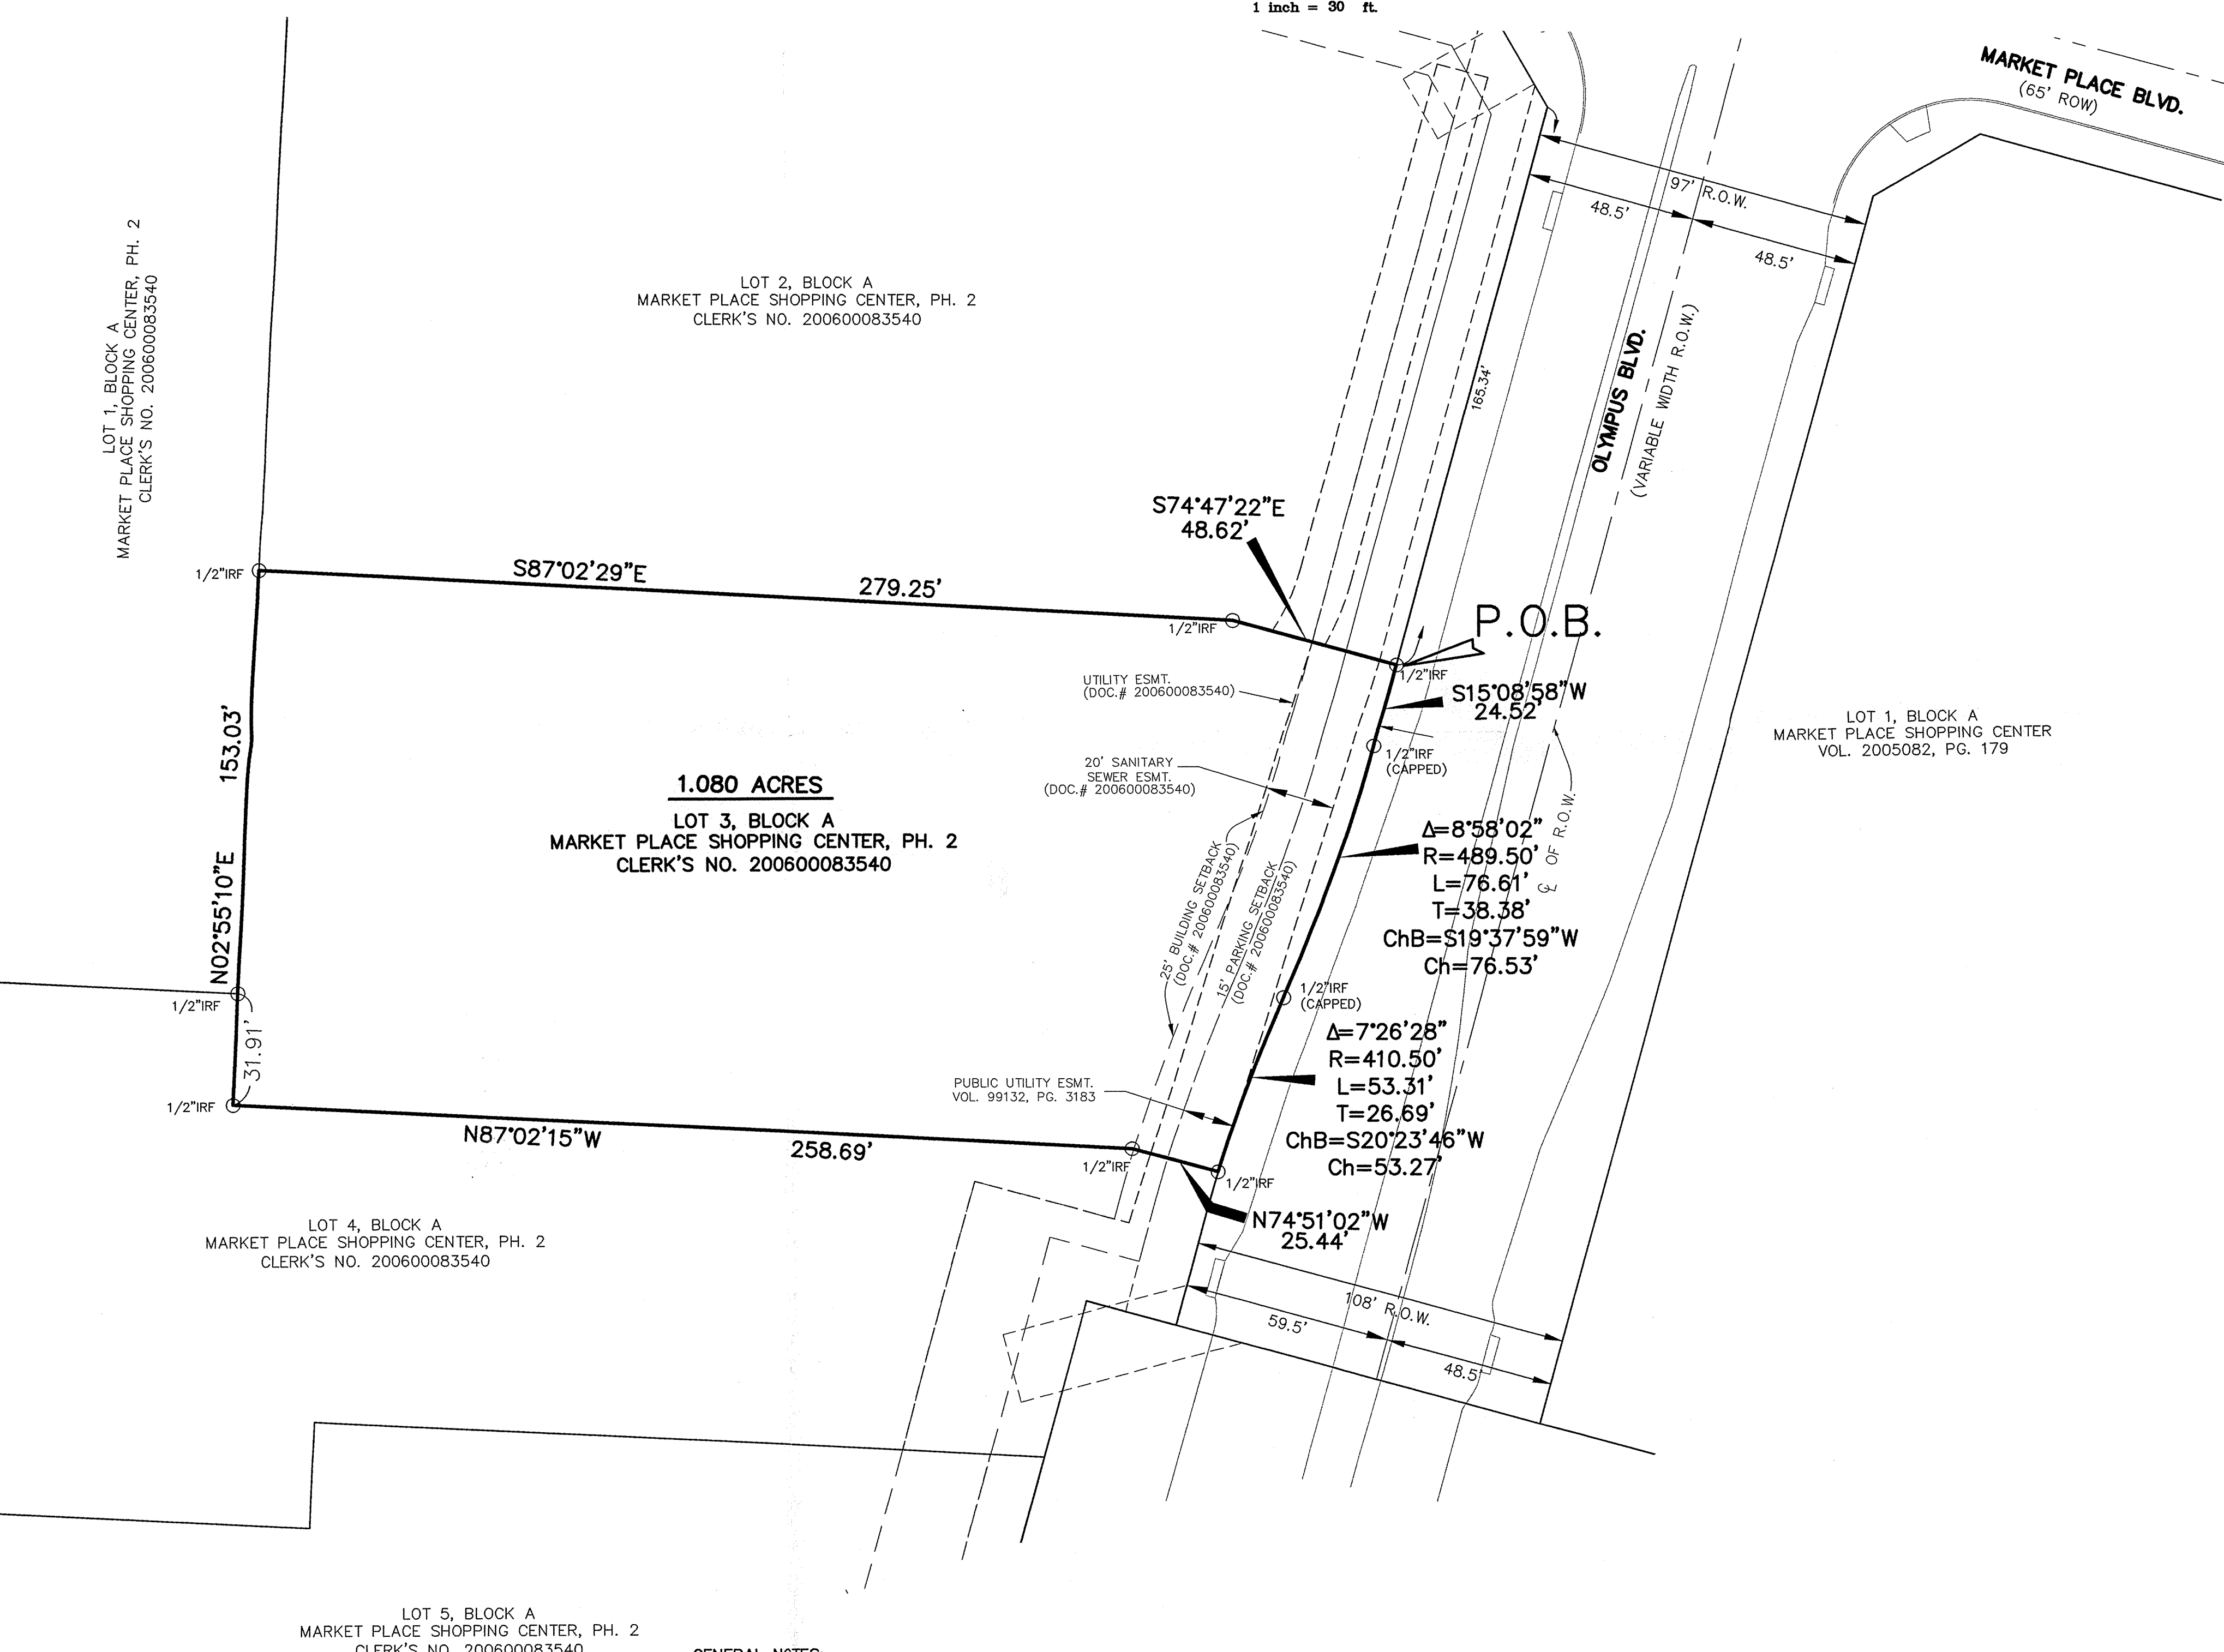 1 inch = 30 ft.
MARKET PLACE BLVD.
(65' ROW)
97' R.O.W.
48.5'
48.5'
LOT 1, BLOCK A
MARKET PLACE SHOPPING CENTER, PH. 2
CLERK'S NO. 200600083540
LOT 2, BLOCK A
MARKET PLACE SHOPPING CENTER, PH. 2
CLERK'S NO. 200600083540
165.34'
OLYMPUS BLVD.
(VARIABLE WIDTH R.O.W.)
S74°47'22"E
48.62'
1/2"IRF
S87°02'29"E
279.25'
1/2"IRF
P.O.B.
1/2"IRF
S15°08'58"W
24.52'
UTILITY ESMT.
(DOC.# 200600083540)
1/2"IRF
(CAPPED)
LOT 1, BLOCK A
MARKET PLACE SHOPPING CENTER
VOL. 2005082, PG. 179
153.03'
N02°55'10"E
20' SANITARY
SEWER ESMT.
(DOC.# 200600083540)
1.080 ACRES
LOT 3, BLOCK A
MARKET PLACE SHOPPING CENTER, PH. 2
CLERK'S NO. 200600083540
25' BUILDING SETBACK
(DOC.# 200600083540)
15' PARKING SETBACK
(DOC.# 200600083540)
Δ=8°58'02"
R=489.50'
L=76.61'
T=38.38'
ChB=S19°37'59"W
Ch=76.53'
℄ OF R.O.W.
1/2"IRF
1/2"IRF
(CAPPED)
31.91'
Δ=7°26'28"
R=410.50'
L=53.31'
T=26.69'
ChB=S20°23'46"W
Ch=53.27'
PUBLIC UTILITY ESMT.
VOL. 99132, PG. 3183
1/2"IRF
N87°02'15"W
258.69'
1/2"IRF
1/2"IRF
N74°51'02"W
25.44'
LOT 4, BLOCK A
MARKET PLACE SHOPPING CENTER, PH. 2
CLERK'S NO. 200600083540
108' R.O.W.
59.5'
48.5'
LOT 5, BLOCK A
MARKET PLACE SHOPPING CENTER, PH. 2
CLERK'S NO. 200600083540
GENERAL NOTES: